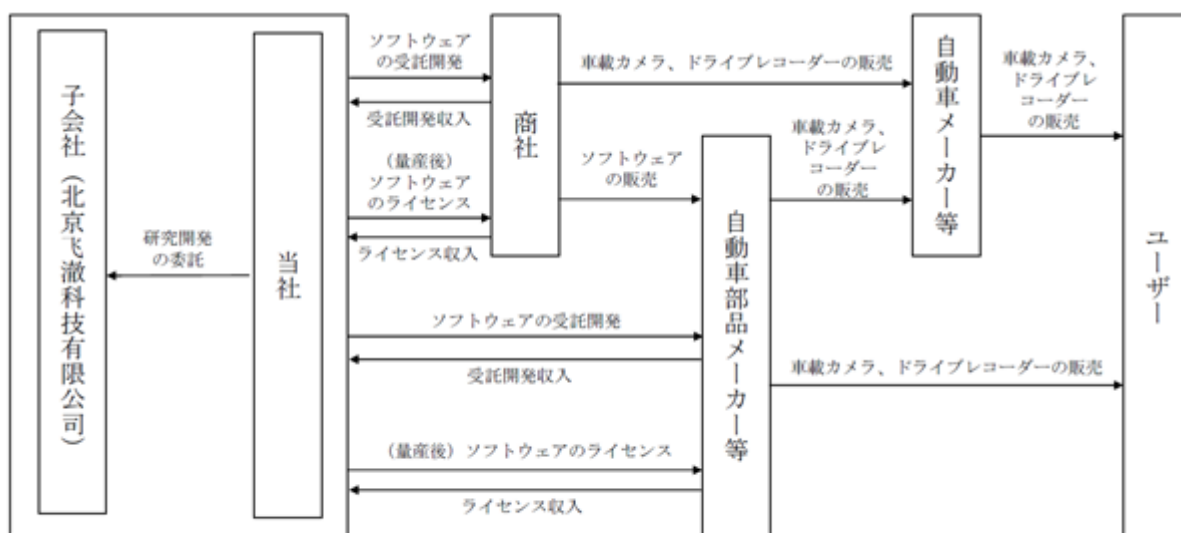 子会社（北京飞澈科技有限公司）
研究開発
の委託
当社
ソフトウェア
の受託開発
受託開発収入
（量産後）
ソフトウェア
のライセンス
ライセンス収入
商社
車載カメラ、ドライブレコーダーの販売
ソフトウェア
の販売
ソフトウェアの受託開発
受託開発収入
（量産後）ソフトウェアのライセンス
ライセンス収入
自動車部品メーカー等
車載カメラ、
ドライブレ
コーダー
の販売
自動車メーカー等
車載カメラ、
ドライブレ
コーダー
の販売
車載カメラ、ドライブレコーダーの販売
ユーザー